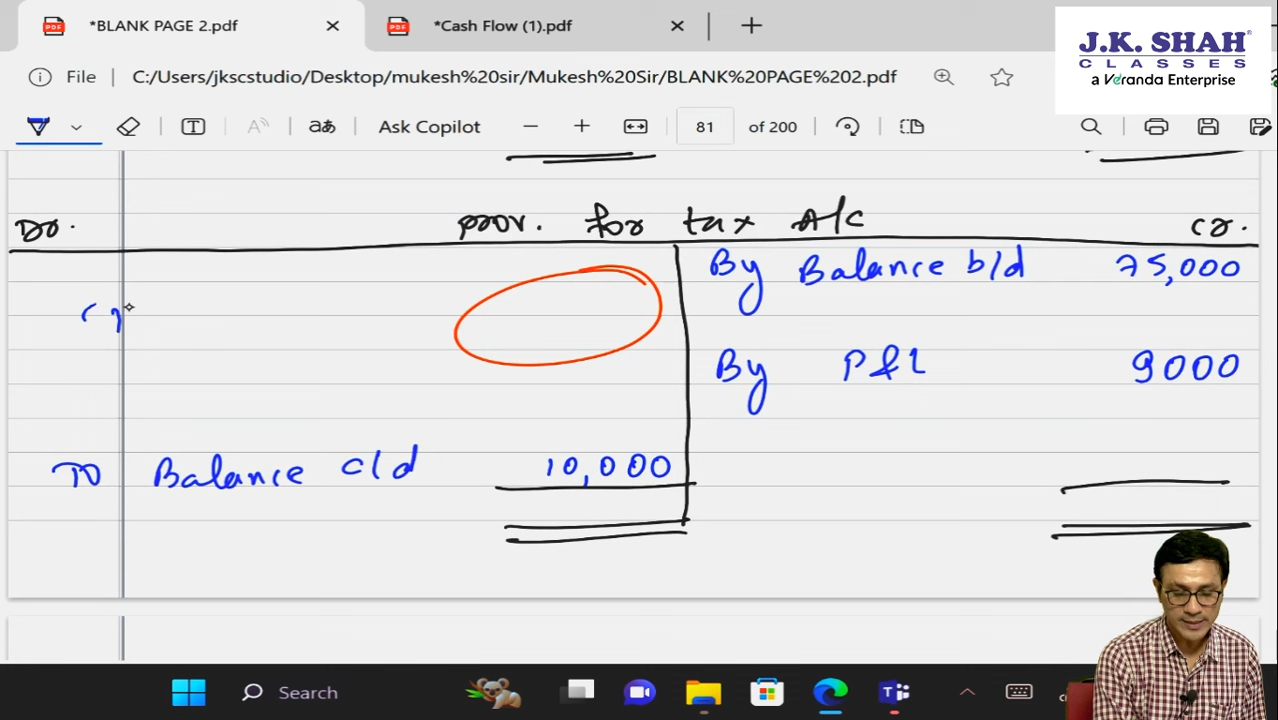 *BLANK PAGE 2.pdf
*Cash Flow (1).pdf
J.K. SHAH
CLASSES
a Veranda Enterprise
File
C:/Users/jkscstudio/Desktop/mukesh%20sir/Mukesh%20Sir/BLANK%20PAGE%202.pdf
aあ Ask Copilot 81 of 200
Dr. Prov. for tax A/c cr.
By Balance b/d 75,000
By P&L 9000
To Balance c/d 10,000
Search